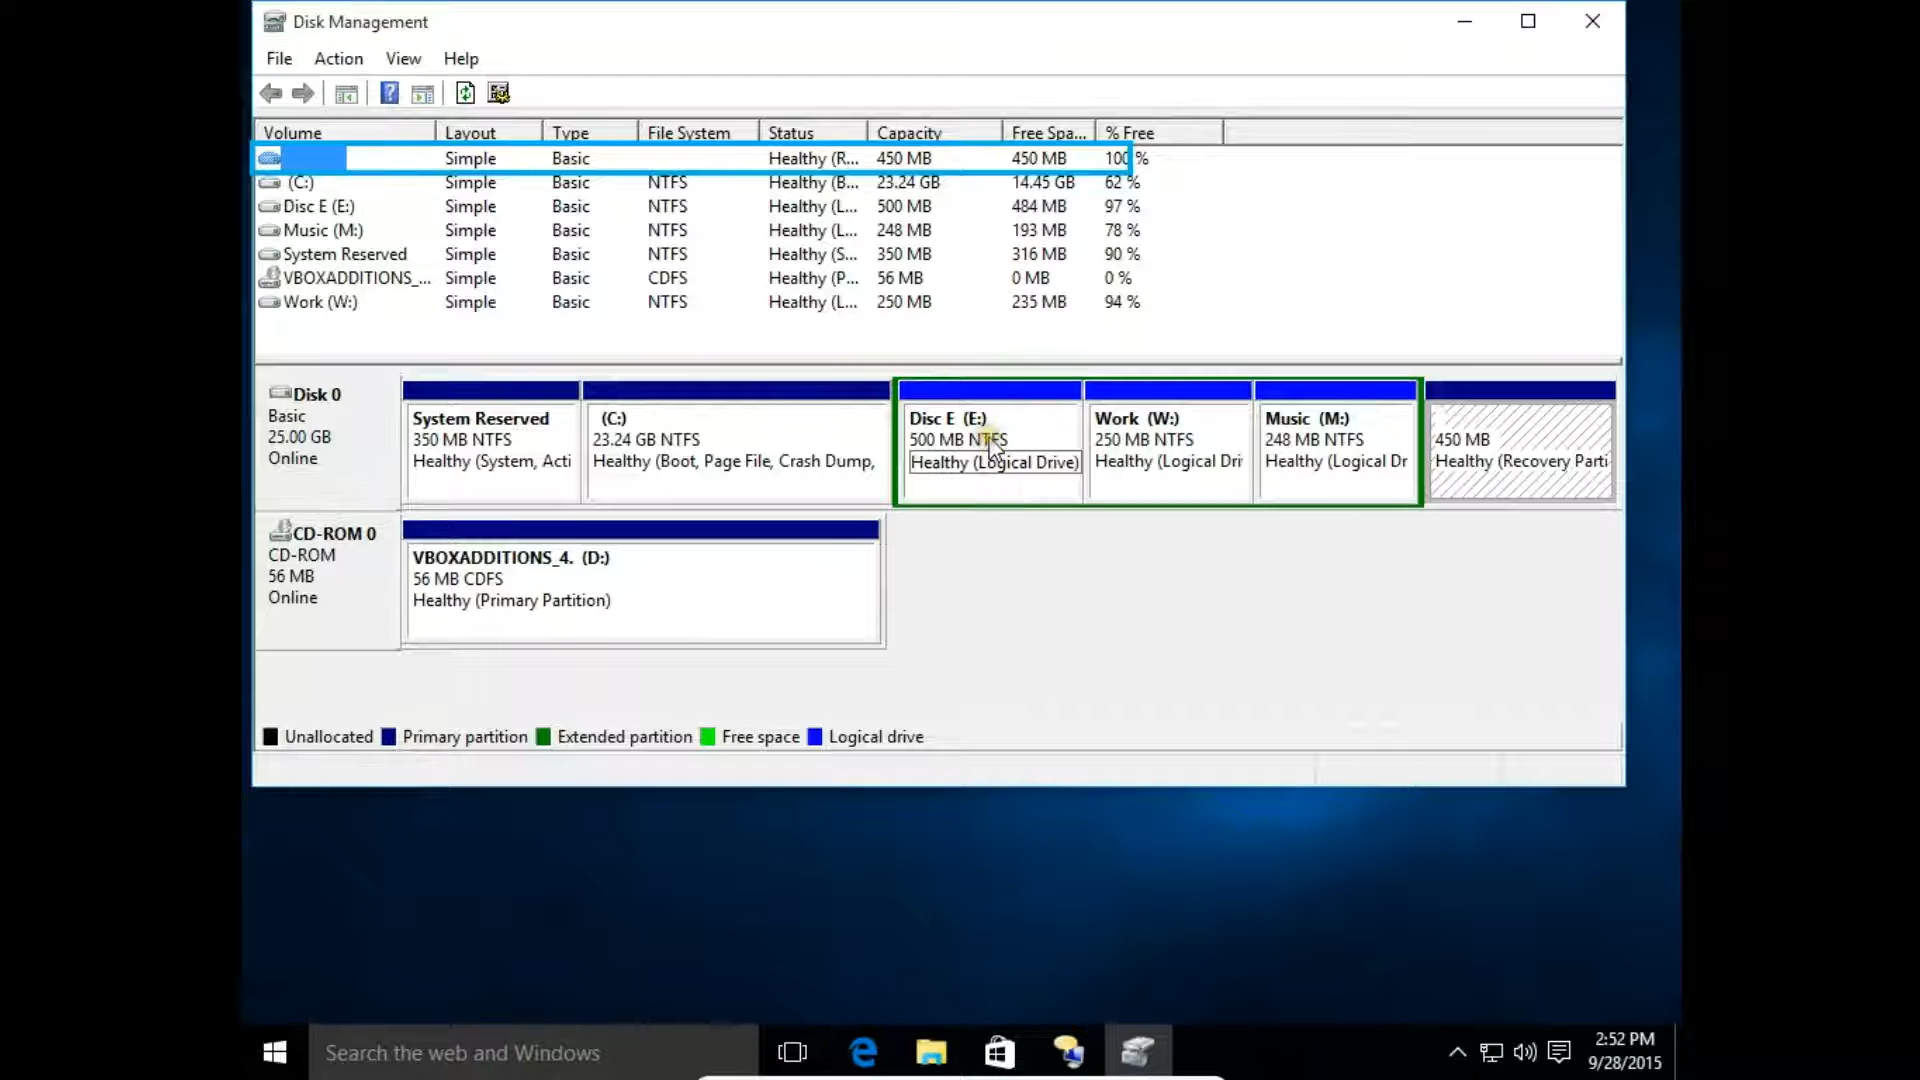 Disk Management
File Action View Help
Volume Layout Type File System Status Capacity Free Spa... % Free
Simple Basic Healthy (R... 450 MB 450 MB 100 %
(C:) Simple Basic NTFS Healthy (B... 23.24 GB 14.45 GB 62 %
Disc E (E:) Simple Basic NTFS Healthy (L... 500 MB 484 MB 97 %
Music (M:) Simple Basic NTFS Healthy (L... 248 MB 193 MB 78 %
System Reserved Simple Basic NTFS Healthy (S... 350 MB 316 MB 90 %
VBOXADDITIONS_... Simple Basic CDFS Healthy (P... 56 MB 0 MB 0 %
Work (W:) Simple Basic NTFS Healthy (L... 250 MB 235 MB 94 %
Disk 0
Basic
25.00 GB
Online
System Reserved
350 MB NTFS
Healthy (System, Acti
(C:)
23.24 GB NTFS
Healthy (Boot, Page File, Crash Dump,
Disc E (E:)
500 MB NTFS
Healthy (Logical Drive)
Work (W:)
250 MB NTFS
Healthy (Logical Dri
Music (M:)
248 MB NTFS
Healthy (Logical Dr
450 MB
Healthy (Recovery Parti
CD-ROM 0
CD-ROM
56 MB
Online
VBOXADDITIONS_4. (D:)
56 MB CDFS
Healthy (Primary Partition)
Unallocated Primary partition Extended partition Free space Logical drive
Search the web and Windows
2:52 PM
9/28/2015